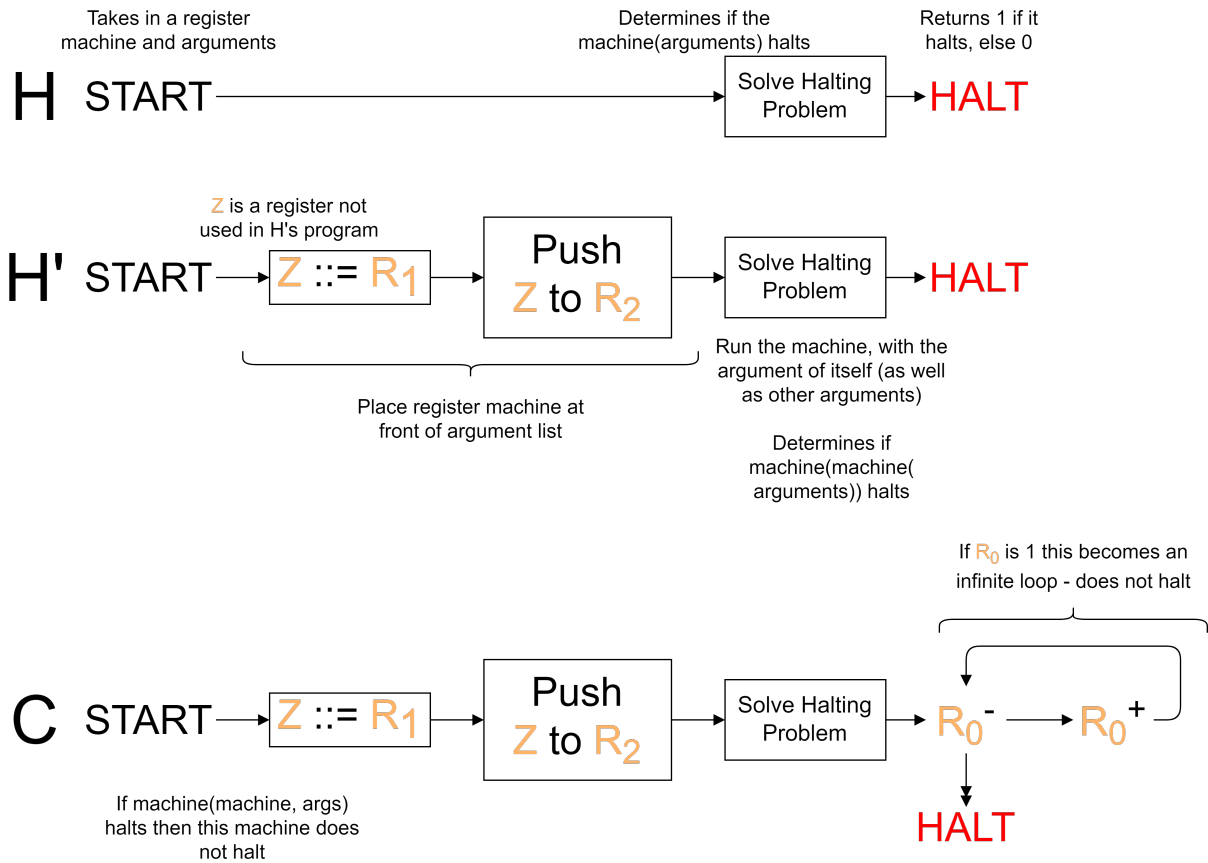 Takes in a register
machine and arguments
Determines if the
machine(arguments) halts
Returns 1 if it
halts, else 0
H START
Solve Halting
Problem
HALT
Z is a register not
used in H's program
H' START
Z ::= R1
Push
Z to R2
Solve Halting
Problem
HALT
Place register machine at
front of argument list
Run the machine, with the
argument of itself (as well
as other arguments)
Determines if
machine(machine(
arguments)) halts
If R0 is 1 this becomes an
infinite loop - does not halt
C START
Z ::= R1
Push
Z to R2
Solve Halting
Problem
R0-
R0+
HALT
If machine(machine, args)
halts then this machine does
not halt